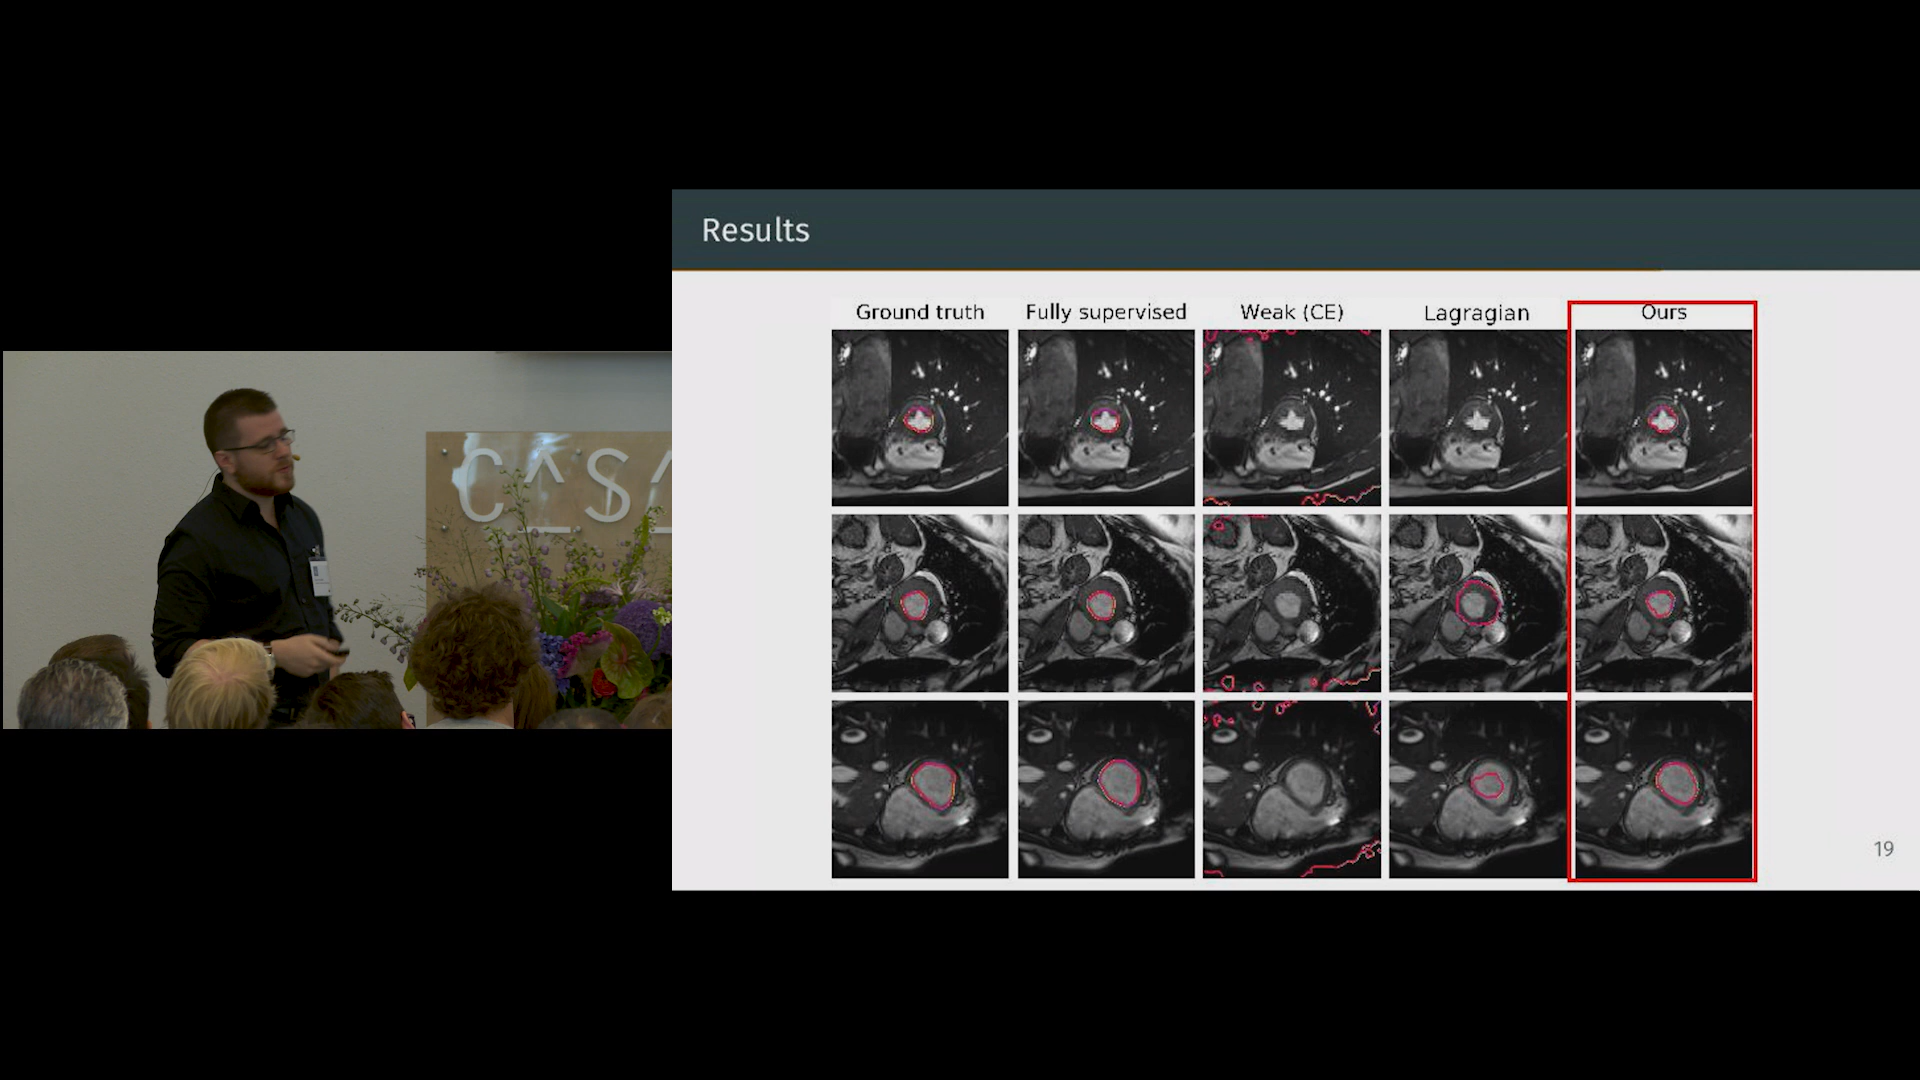 Results
Ground truth
Fully supervised
Weak (CE)
Lagragian
Ours
19